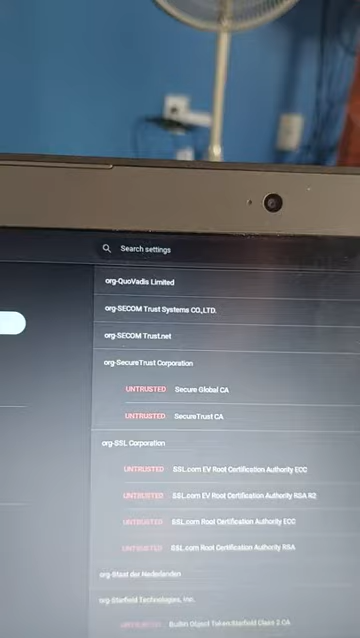 Search settings
org-QuoVadis Limited
org-SECOM Trust Systems CO.,LTD.
org-SECOM Trust.net
org-SecureTrust Corporation
UNTRUSTED Secure Global CA
UNTRUSTED SecureTrust CA
org-SSL Corporation
UNTRUSTED SSL.com EV Root Certification Authority ECC
UNTRUSTED SSL.com EV Root Certification Authority RSA R2
UNTRUSTED SSL.com Root Certification Authority ECC
UNTRUSTED SSL.com Root Certification Authority RSA
org-Staat der Nederlanden
org-Starfield Technologies, Inc.
UNTRUSTED Builtin Object Token:Starfield Class 2 CA